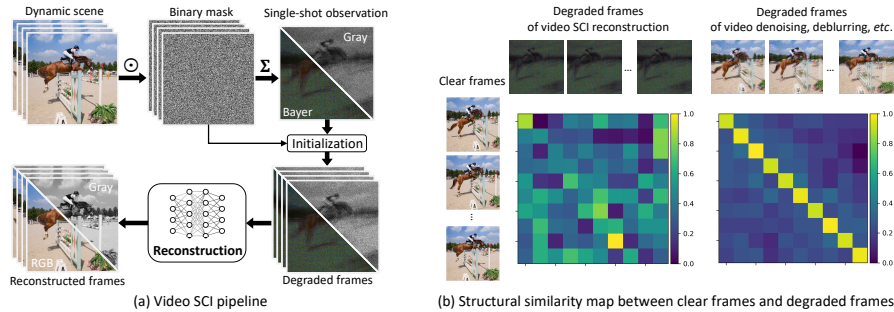 Dynamic scene
Binary mask
Single-shot observation
⊙
Σ
Gray
Bayer
Initialization
Gray
RGB
Reconstruction
Reconstructed frames
Degraded frames
(a) Video SCI pipeline
Degraded frames
of video SCI reconstruction
Degraded frames
of video denoising, deblurring, etc.
Clear frames
...
...
...
1.0
0.8
0.6
0.4
0.2
0.0
1.0
0.8
0.6
0.4
0.2
0.0
(b) Structural similarity map between clear frames and degraded frames